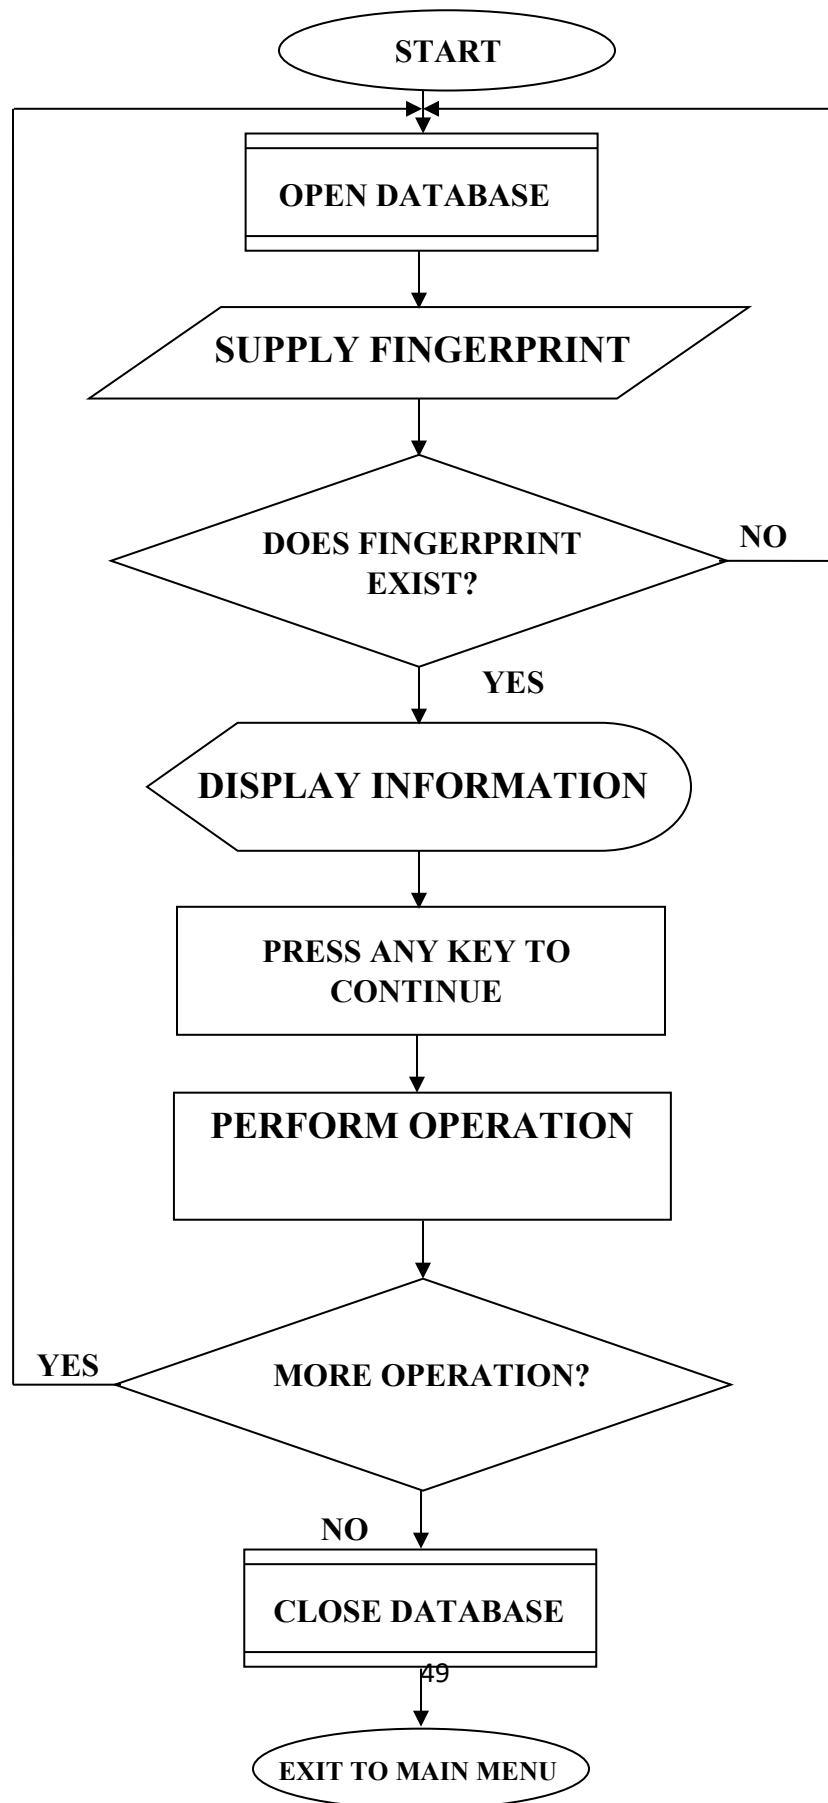 START
OPEN DATABASE
SUPPLY FINGERPRINT
DOES FINGERPRINT
EXIST?
NO
YES
DISPLAY INFORMATION
PRESS ANY KEY TO
CONTINUE
PERFORM OPERATION
YES
MORE OPERATION?
NO
CLOSE DATABASE
49
EXIT TO MAIN MENU